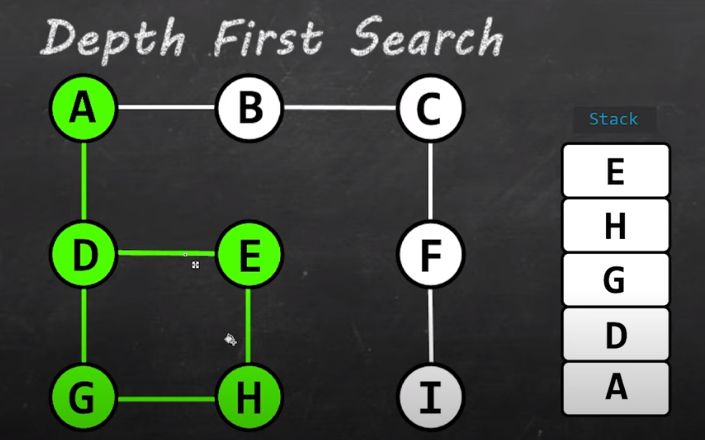 Depth First Search
A B C
Stack
E
H
D E F
G
D
A
G H I